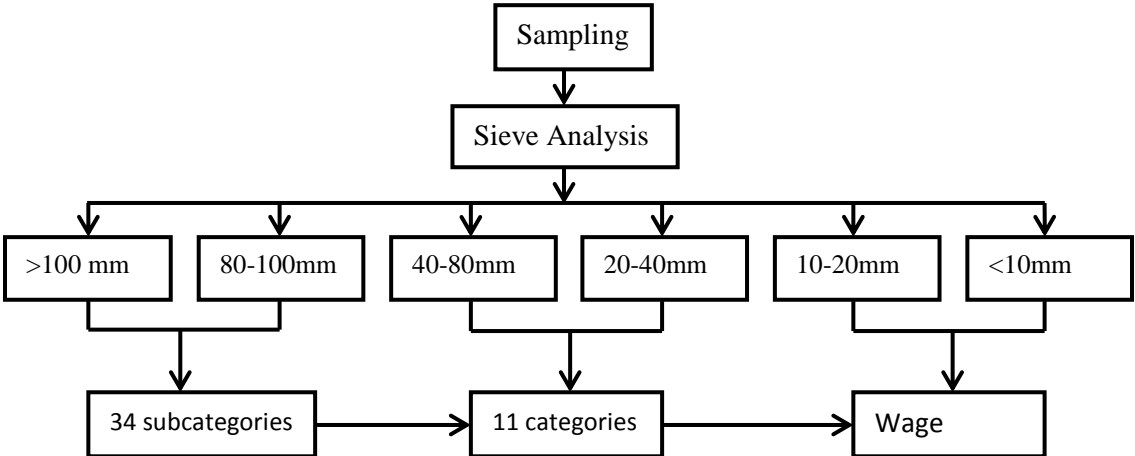 Sampling
Sieve Analysis
>100 mm
80-100mm
40-80mm
20-40mm
10-20mm
<10mm
34 subcategories
11 categories
Wage